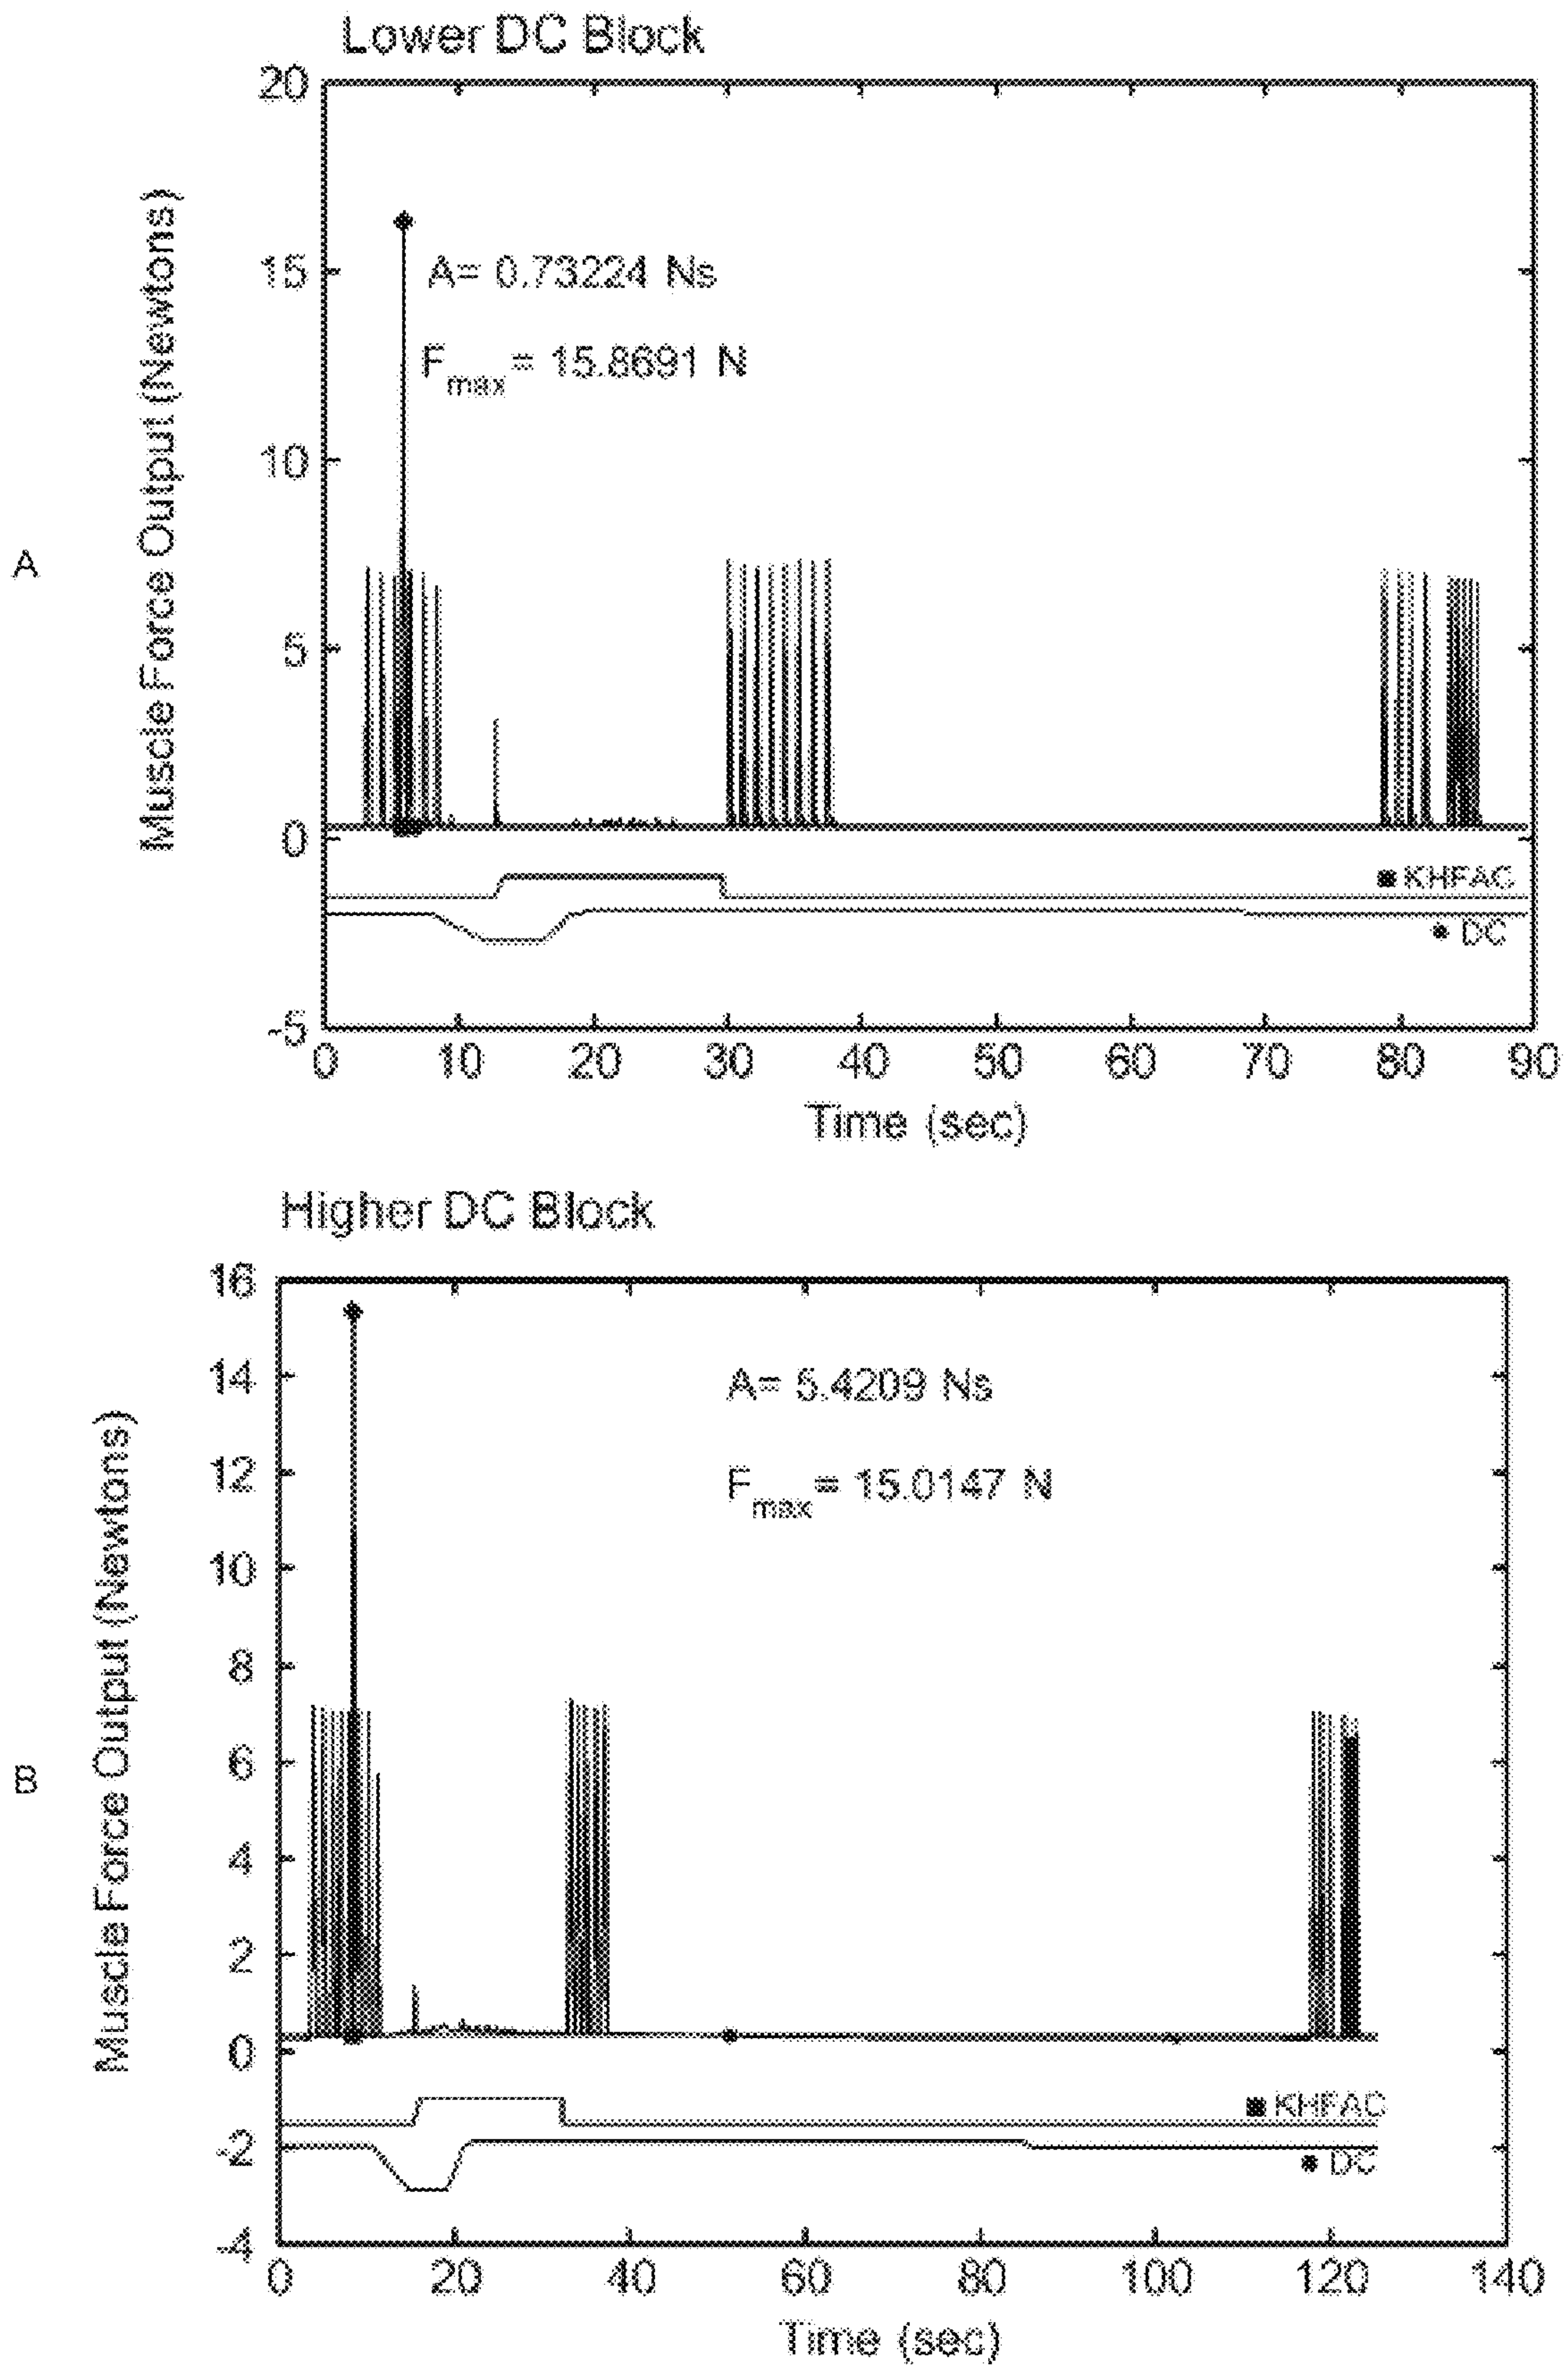 Lower DC Block
20
15
10
5
0
-5
Muscle Force Output (Newtons)
A= 0.73224 Ns
Fmax= 15.8691 N
A
KHFAC
DC
0 10 20 30 40 50 60 70 80 90
Time (sec)
Higher DC Block
16
14
12
10
8
6
4
2
0
-2
-4
Muscle Force Output (Newtons)
A= 5.4209 Ns
Fmax= 15.0147 N
B
KHFAC
DC
0 20 40 60 80 100 120 140
Time (sec)